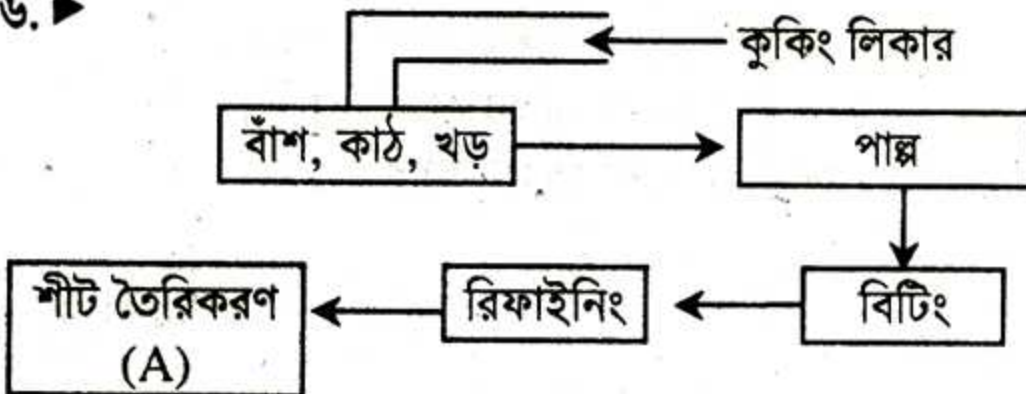 ৬. ▶
কুকিং লিকার
বাঁশ, কাঠ, খড়
পাল্প
বিটিং
রিফাইনিং
শীট তৈরিকরণ
(A)